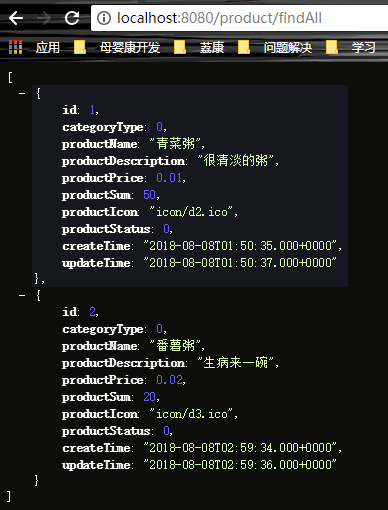 localhost:8080/product/findAll
应用 母婴康开发 荔康 问题解决 学习
[
- {
id: 1,
categoryType: 0,
productName: "青菜粥",
productDescription: "很清淡的粥",
productPrice: 0.01,
productSum: 50,
productIcon: "icon/d2.ico",
productStatus: 0,
createTime: "2018-08-08T01:50:35.000+0000",
updateTime: "2018-08-08T01:50:37.000+0000"
},
- {
id: 2,
categoryType: 0,
productName: "番薯粥",
productDescription: "生病来一碗",
productPrice: 0.02,
productSum: 20,
productIcon: "icon/d3.ico",
productStatus: 0,
createTime: "2018-08-08T02:59:34.000+0000",
updateTime: "2018-08-08T02:59:36.000+0000"
}
]